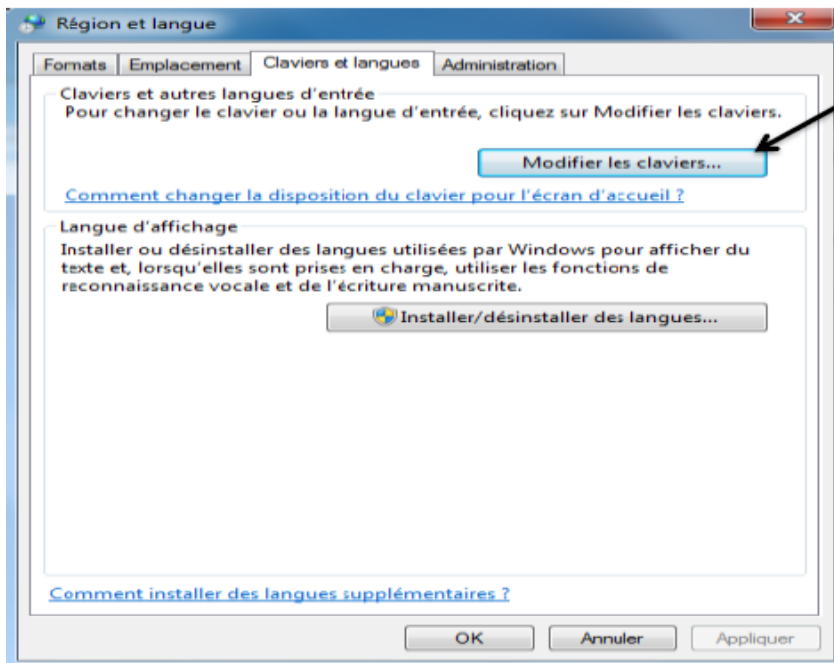 Région et langue
Formats Emplacement Claviers et langues Administration
Claviers et autres langues d'entrée
Pour changer le clavier ou la langue d'entrée, cliquez sur Modifier les claviers.
Modifier les claviers...
Comment changer la disposition du clavier pour l'écran d'accueil ?
Langue d'affichage
Installer ou désinstaller des langues utilisées par Windows pour afficher du
texte et, lorsqu'elles sont prises en charge, utiliser les fonctions de
reconnaissance vocale et de l'écriture manuscrite.
Installer/désinstaller des langues...
Comment installer des langues supplémentaires ?
OK Annuler Appliquer